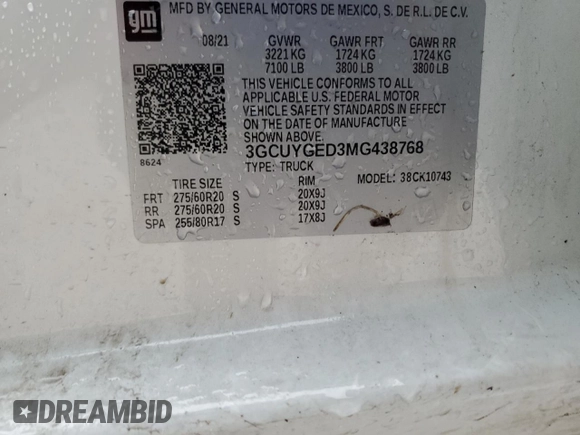 gm
MFD BY GENERAL MOTORS DE MEXICO, S. DE R.L. DE C.V.
08/21 GVWR GAWR FRT GAWR RR
3221 KG 1724 KG 1724 KG
7100 LB 3800 LB 3800 LB
THIS VEHICLE CONFORMS TO ALL
APPLICABLE U.S. FEDERAL MOTOR
VEHICLE SAFETY STANDARDS IN EFFECT
ON THE DATE OF MANUFACTURE
SHOWN ABOVE.
8624
3GCUYGED3MG438768
TYPE: TRUCK MODEL: 38CK10743
TIRE SIZE RIM
FRT 275/60R20 S 20X9J
RR 275/60R20 S 20X9J
SPA 255/80R17 S 17X8J
DREAMBID